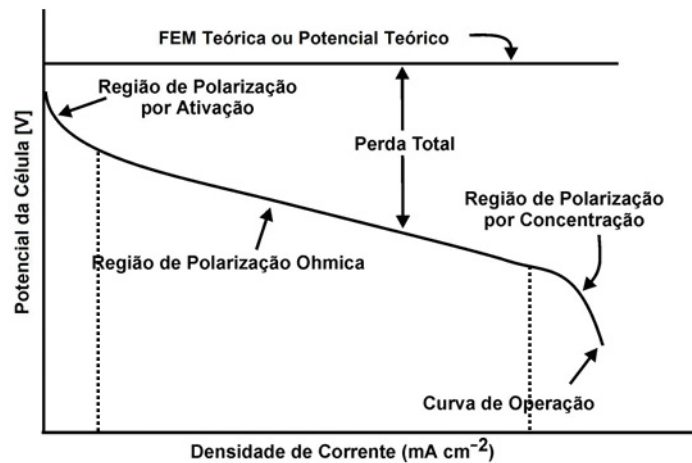 FEM Teórica ou Potencial Teórico
Região de Polarização
por Ativação
Perda Total
Região de Polarização
por Concentração
Região de Polarização Ohmica
Curva de Operação
Potencial da Célula [V]
Densidade de Corrente (mA cm⁻²)